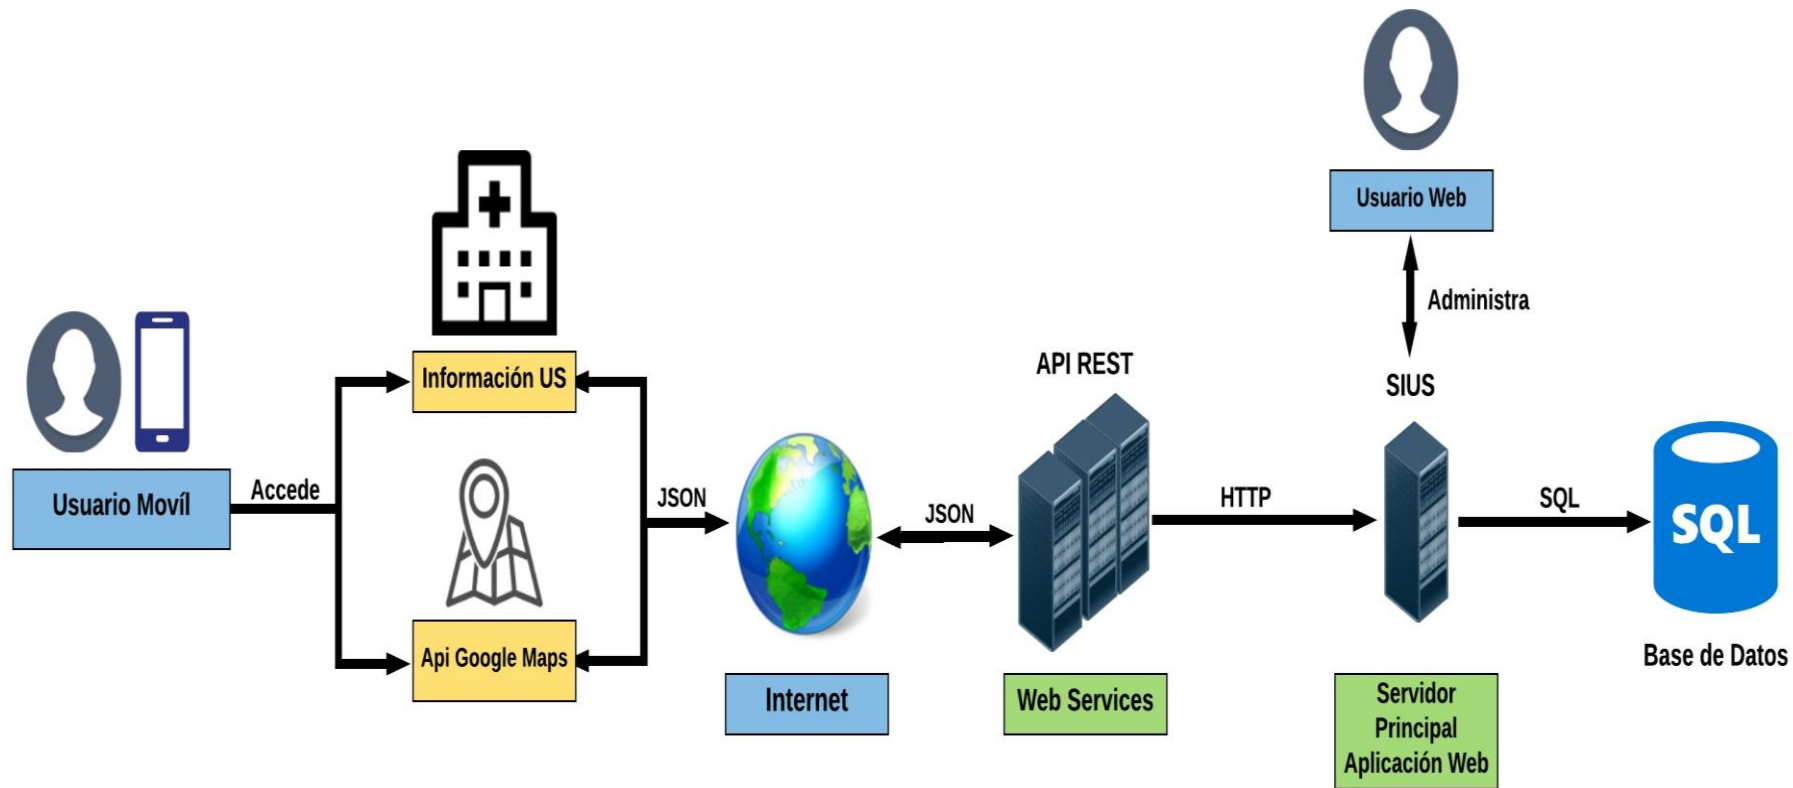 Usuario Web
Administra
Información US
API REST
SIUS
Usuario Movíl
Accede
JSON
JSON
HTTP
SQL
SQL
Api Google Maps
Base de Datos
Internet
Web Services
Servidor
Principal
Aplicación Web